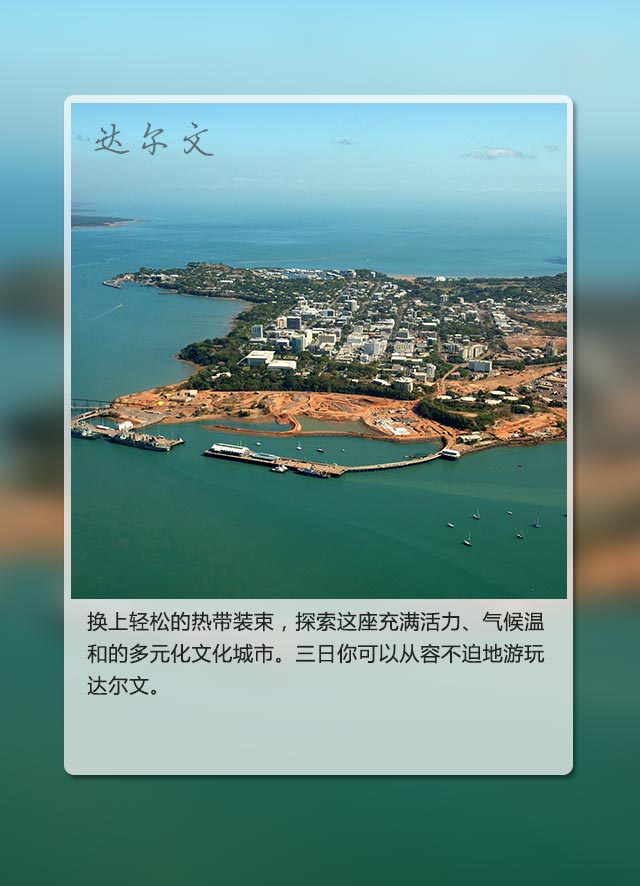 达尔文
换上轻松的热带装束，探索这座充满活力、气候温
和的多元化文化城市。三日你可以从容不迫地游玩
达尔文。